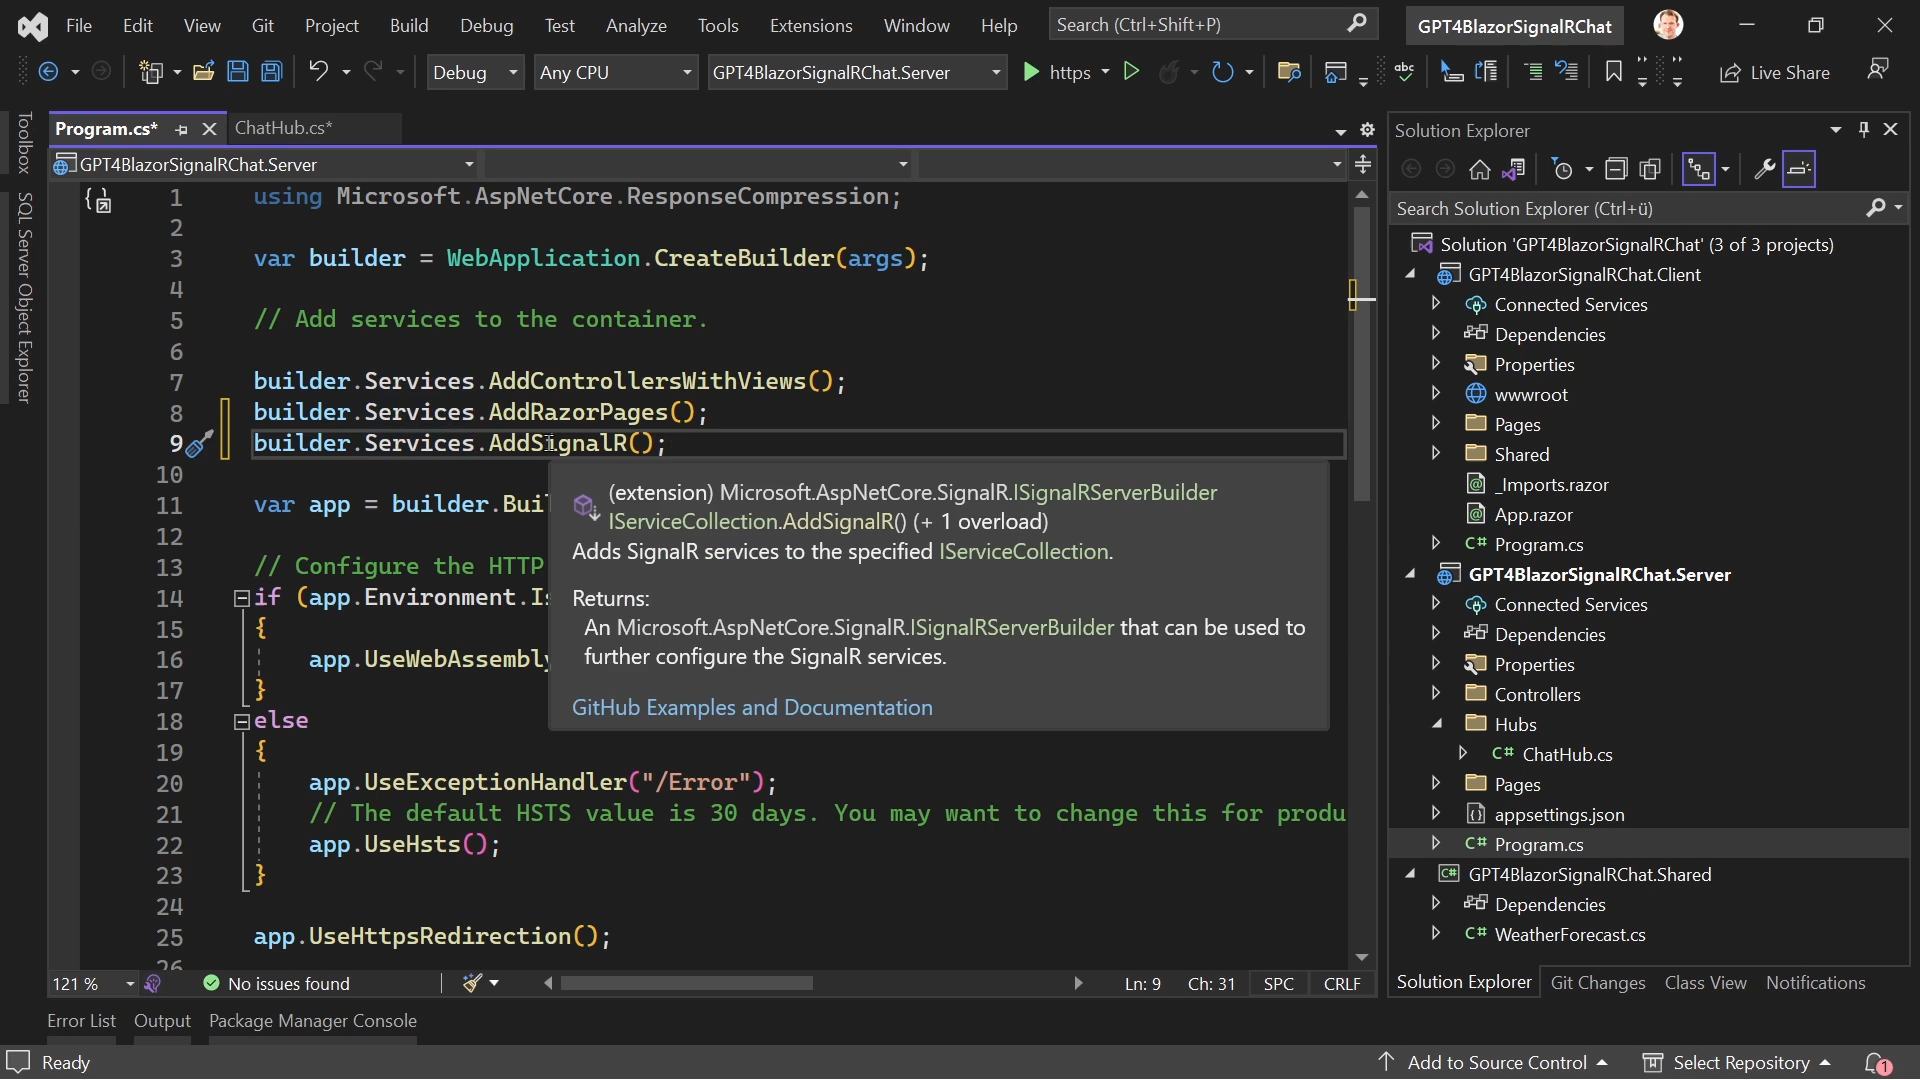 File Edit View Git Project Build Debug Test Analyze Tools Extensions Window Help Search (Ctrl+Shift+P) GPT4BlazorSignalRChat
Debug Any CPU GPT4BlazorSignalRChat.Server https abc Live Share
Toolbox
SQL Server Object Explorer
Program.cs* ChatHub.cs*
GPT4BlazorSignalRChat.Server
1 using Microsoft.AspNetCore.ResponseCompression;
2
3 var builder = WebApplication.CreateBuilder(args);
4
5 // Add services to the container.
6
7 builder.Services.AddControllersWithViews();
8 builder.Services.AddRazorPages();
9 builder.Services.AddSignalR();
10
11 var app = builder.Buil
12
13 // Configure the HTTP
14 if (app.Environment.Is
15 {
16 app.UseWebAssembly
17 }
18 else
19 {
20 app.UseExceptionHandler("/Error");
21 // The default HSTS value is 30 days. You may want to change this for produ
22 app.UseHsts();
23 }
24
25 app.UseHttpsRedirection();
26
(extension) Microsoft.AspNetCore.SignalR.ISignalRServerBuilder
IServiceCollection.AddSignalR() (+ 1 overload)
Adds SignalR services to the specified IServiceCollection.
Returns:
An Microsoft.AspNetCore.SignalR.ISignalRServerBuilder that can be used to
further configure the SignalR services.
GitHub Examples and Documentation
121 % No issues found Ln: 9 Ch: 31 SPC CRLF
Error List Output Package Manager Console
Solution Explorer
Search Solution Explorer (Ctrl+ü)
Solution 'GPT4BlazorSignalRChat' (3 of 3 projects)
GPT4BlazorSignalRChat.Client
Connected Services
Dependencies
Properties
wwwroot
Pages
Shared
_Imports.razor
App.razor
C# Program.cs
GPT4BlazorSignalRChat.Server
Connected Services
Dependencies
Properties
Controllers
Hubs
C# ChatHub.cs
Pages
appsettings.json
C# Program.cs
C# GPT4BlazorSignalRChat.Shared
Dependencies
C# WeatherForecast.cs
Solution Explorer Git Changes Class View Notifications
Ready Add to Source Control Select Repository 1